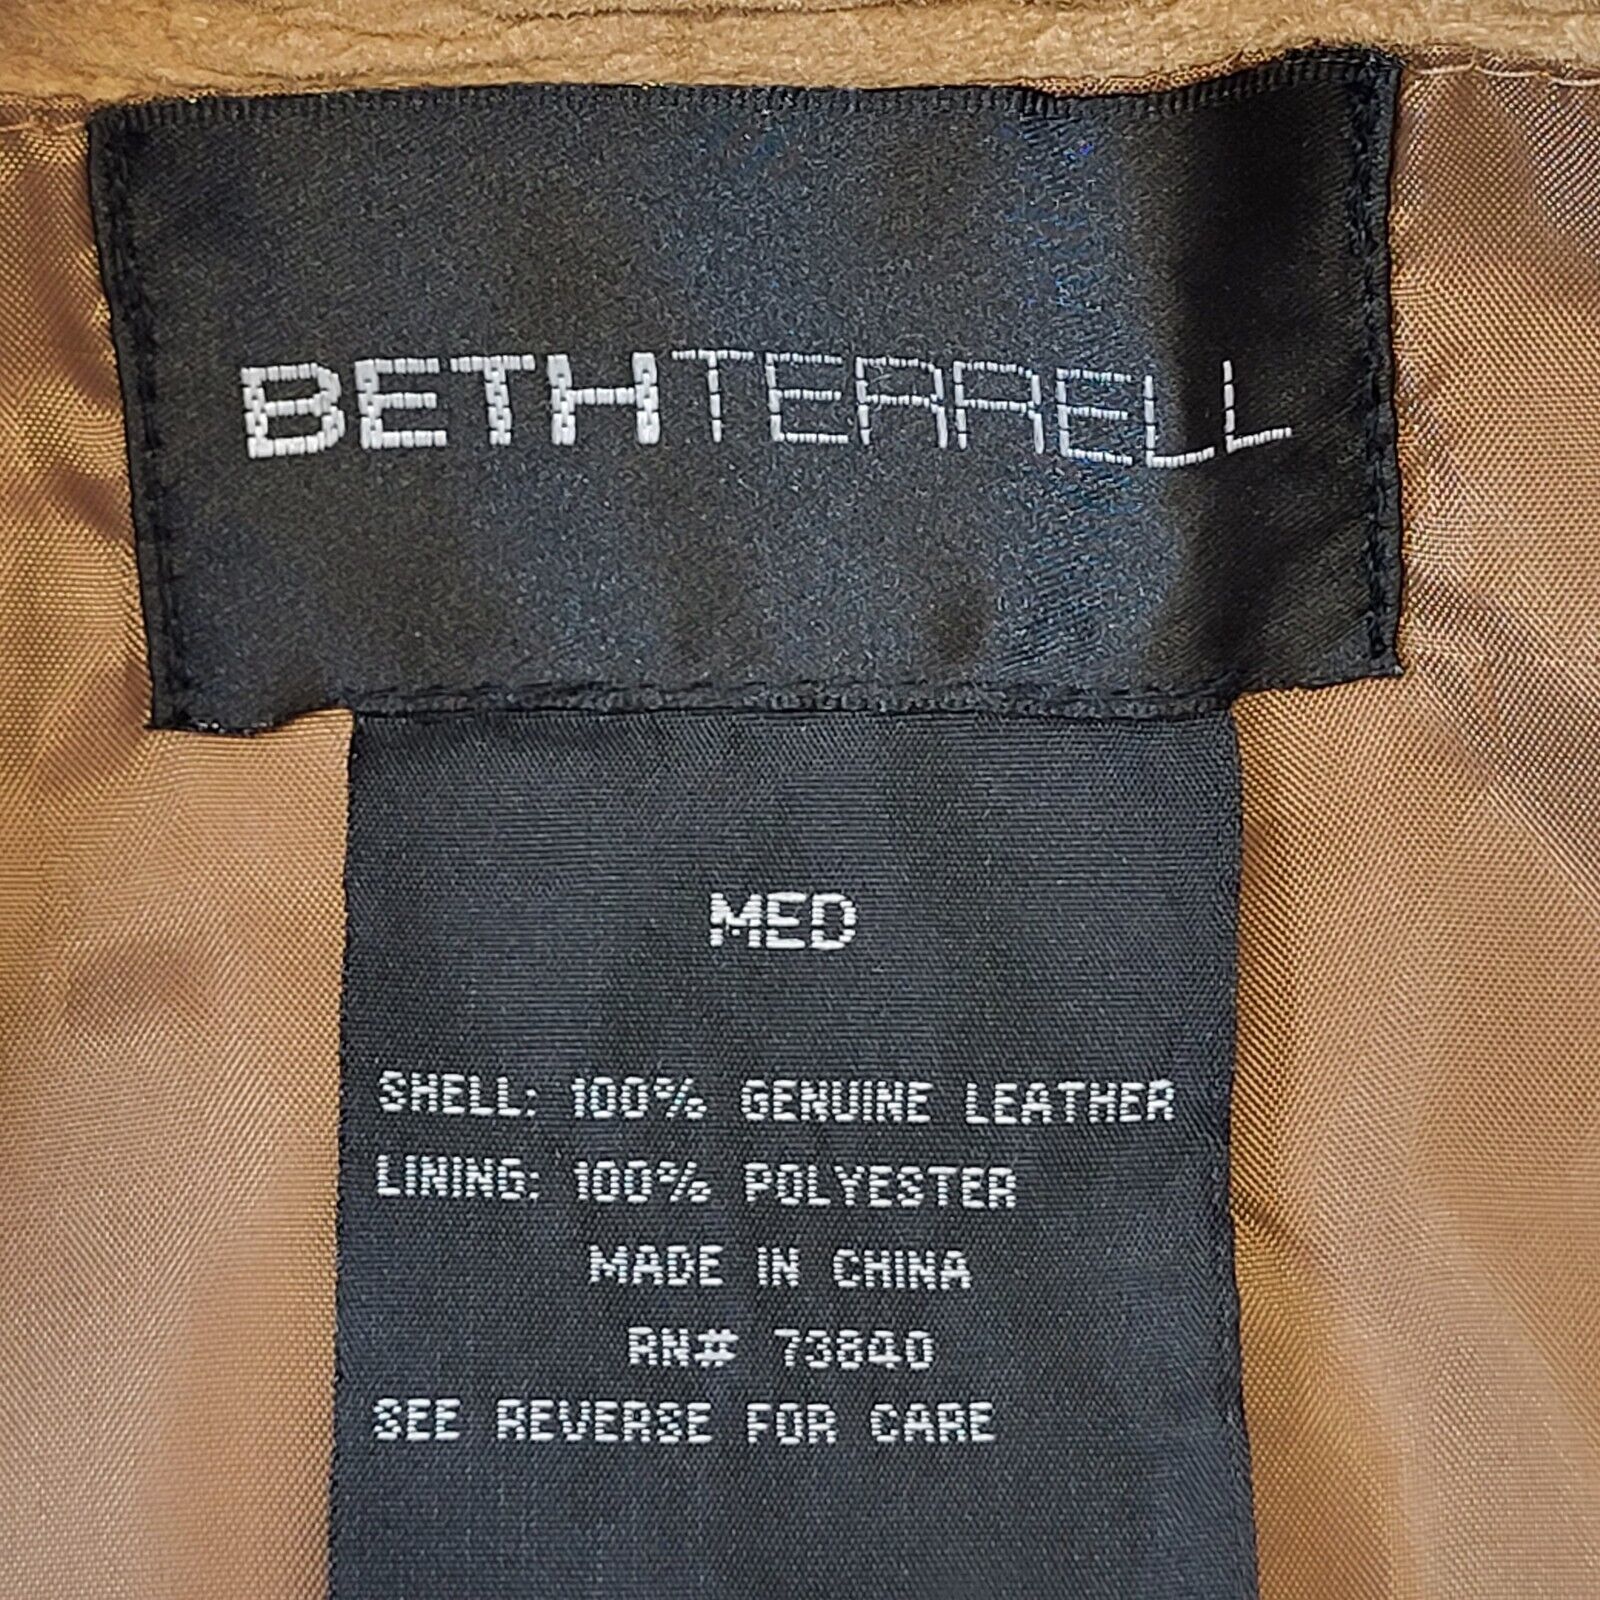 BETHTERRELL
MED
SHELL: 100% GENUINE LEATHER
LINING: 100% POLYESTER
MADE IN CHINA
RN# 73840
SEE REVERSE FOR CARE